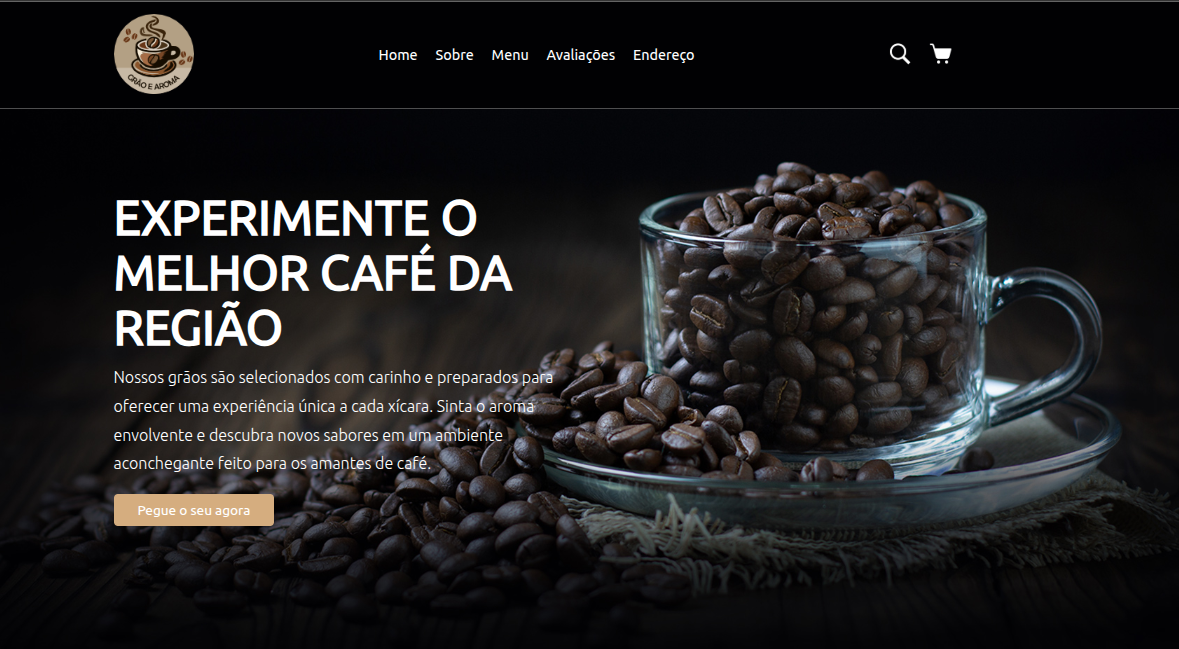 GRÃO E AROMA
Home Sobre Menu Avaliações Endereço
EXPERIMENTE O
MELHOR CAFÉ DA
REGIÃO
Nossos grãos são selecionados com carinho e preparados para
oferecer uma experiência única a cada xícara. Sinta o aroma
envolvente e descubra novos sabores em um ambiente
aconchegante feito para os amantes de café.
Pegue o seu agora